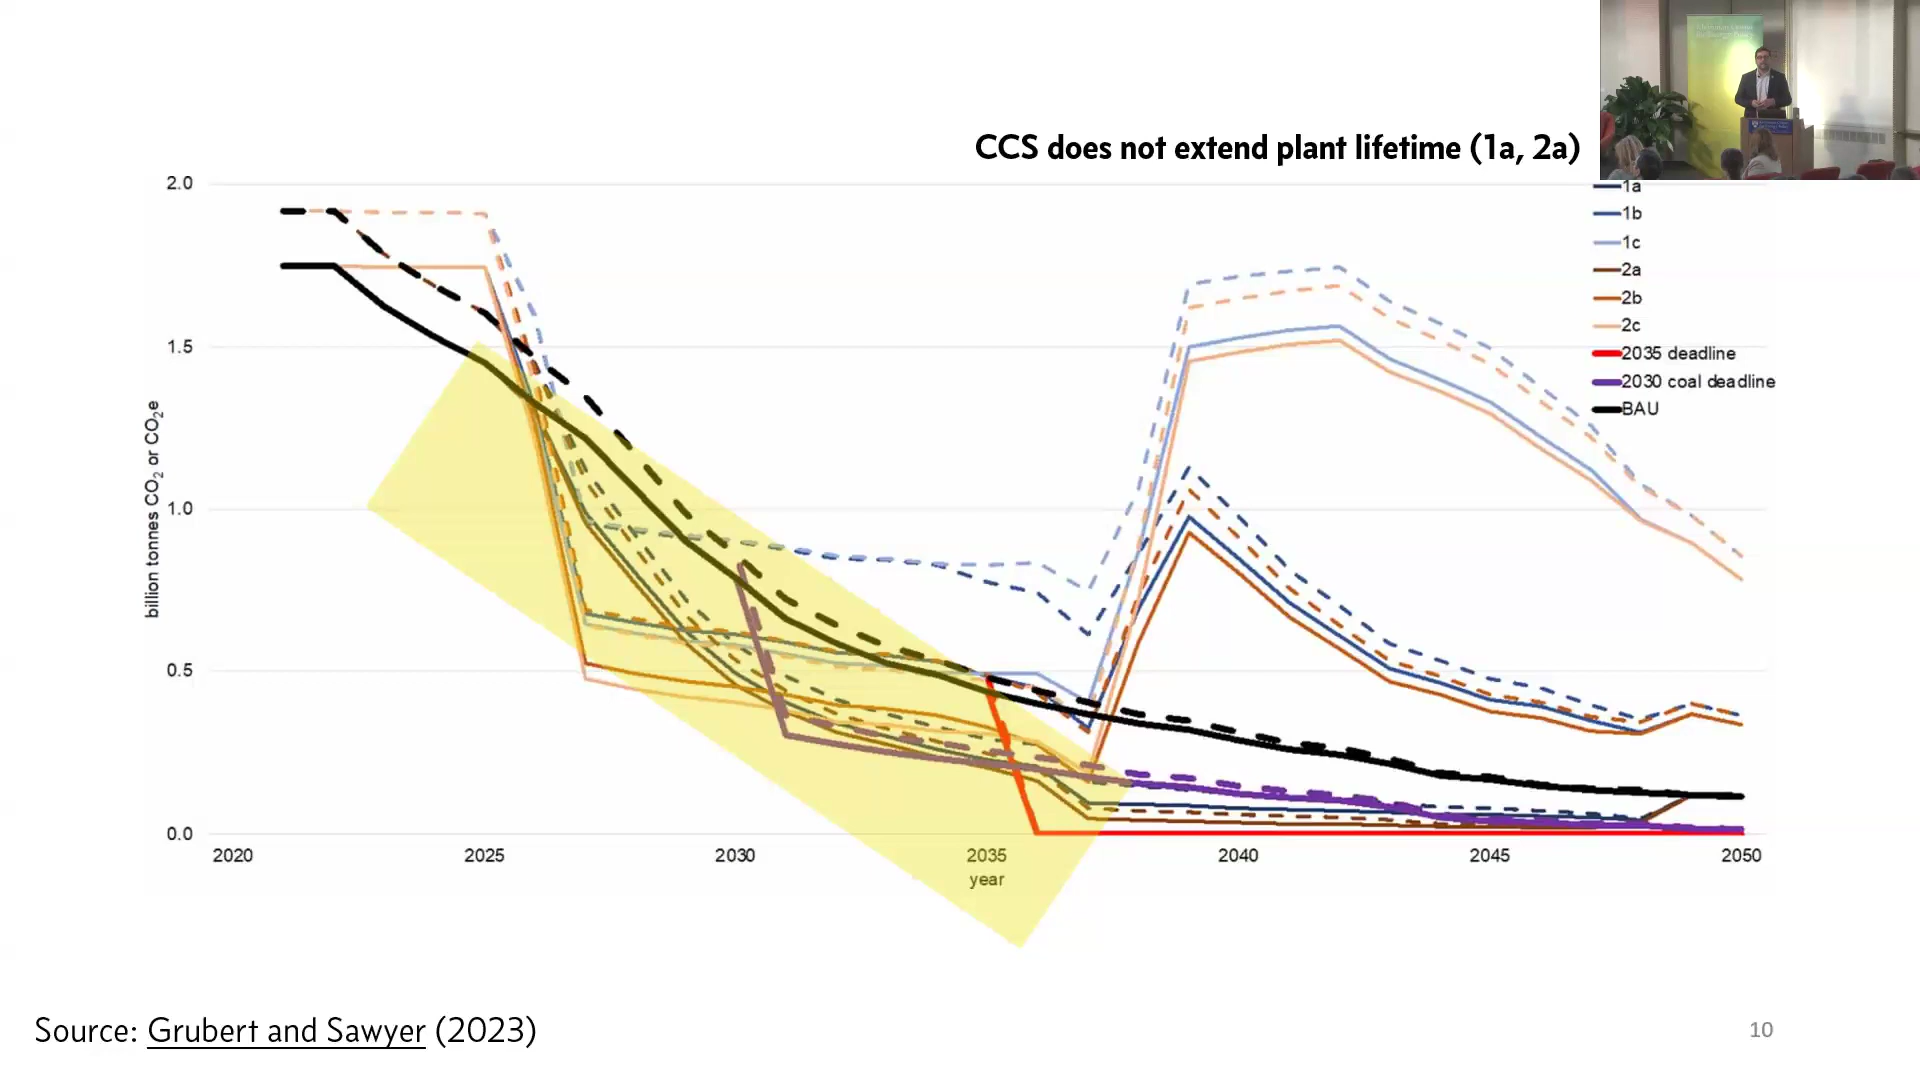 CCS does not extend plant lifetime (1a, 2a)
2.0
1.5
1.0
0.5
0.0
billion tonnes CO₂ or CO₂e
2020
2025
2030
2035
2040
2045
2050
year
1a
1b
1c
2a
2b
2c
2035 deadline
2030 coal deadline
BAU
Source: Grubert and Sawyer (2023)
10